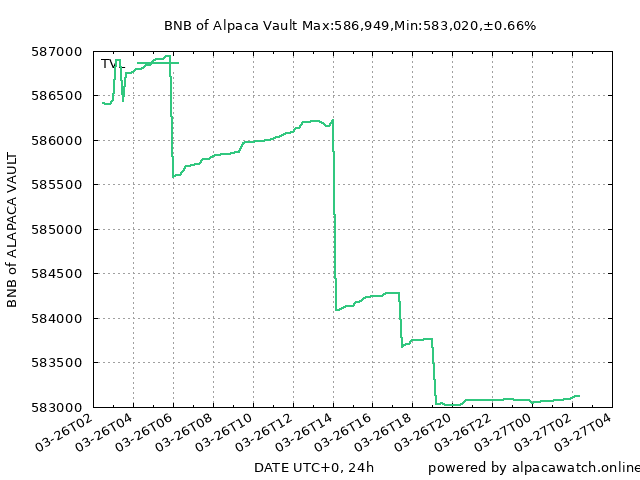 BNB of Alpaca Vault Max:586,949,Min:583,020,±0.66%
587000
TV
586500
586000
585500
585000
584500
584000
583500
583000
BNB of ALAPACA VAULT
03-26T02
03-26T04
03-26T06
03-26T08
03-26T10
03-26T12
03-26T14
03-26T16
03-26T18
03-26T20
03-26T22
03-27T00
03-27T02
03-27T04
DATE UTC+0, 24h
powered by alpacawatch.online